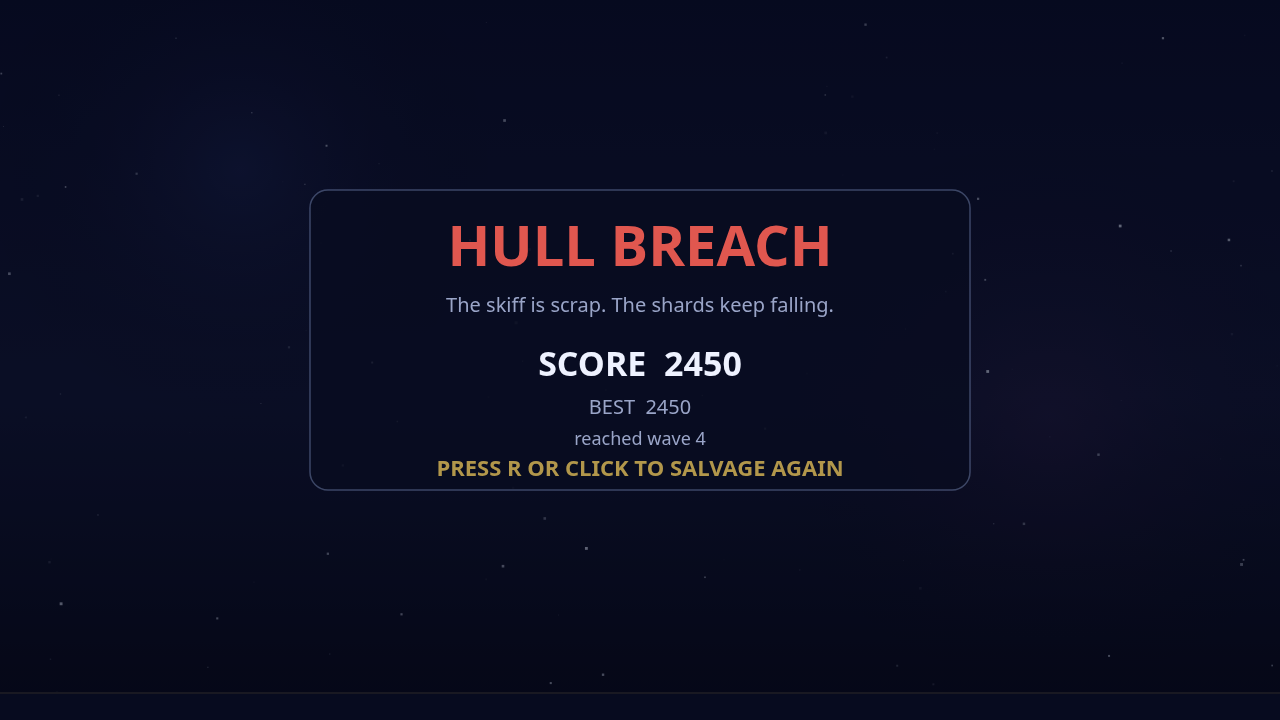 HULL BREACH
The skiff is scrap. The shards keep falling.
SCORE 2450
BEST 2450
reached wave 4
PRESS R OR CLICK TO SALVAGE AGAIN